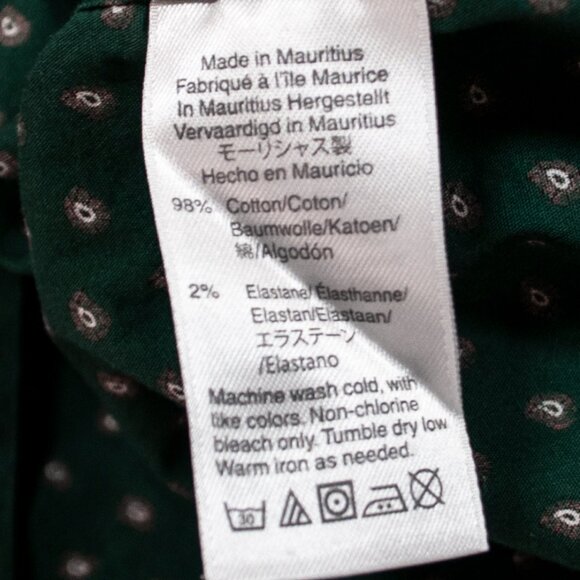 Made in Mauritius
Fabriqué à l'île Maurice
In Mauritius Hergestellt
Vervaardigd in Mauritius
モーリシャス製
Hecho en Mauricio
98% Cotton/Coton/
Baumwolle/Katoen/
綿/Algodón
2% Elastane/Élasthanne/
Elastan/Elastaan/
エラステーン
/Elastano
Machine wash cold, with
like colors. Non-chlorine
bleach only. Tumble dry low
Warm iron as needed.
30